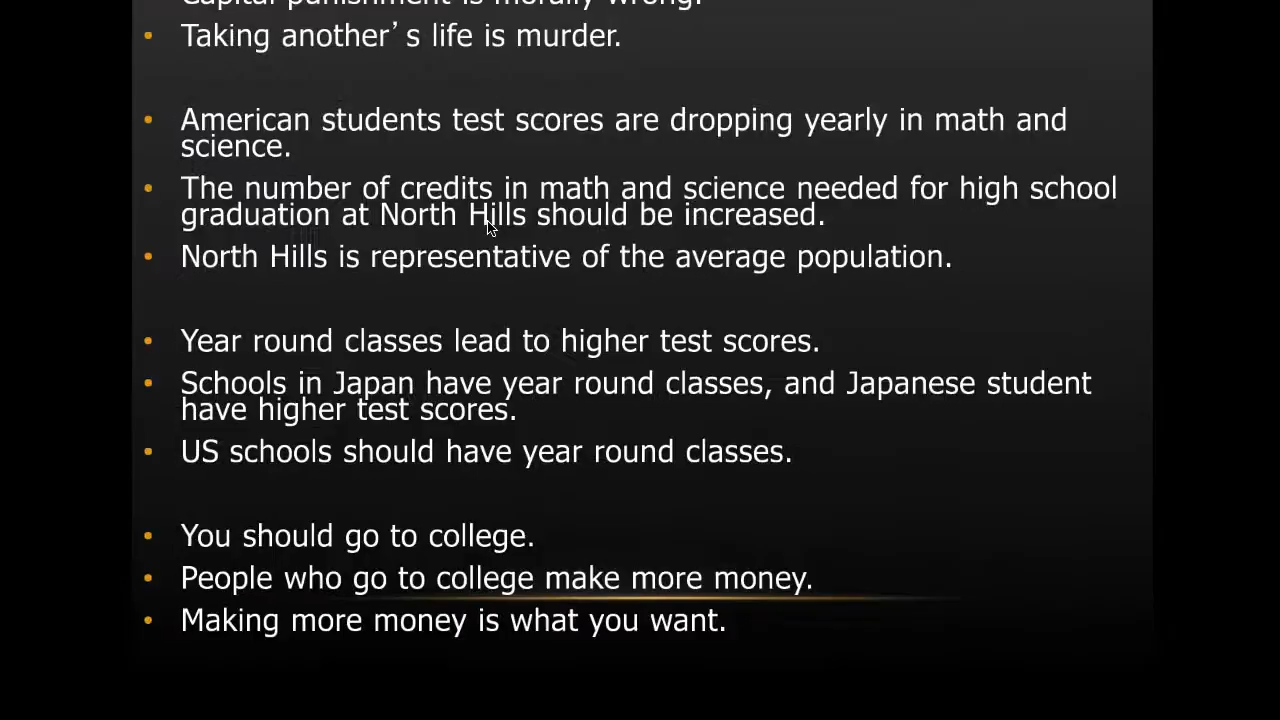 Capital punishment is morally wrong.
• Taking another’s life is murder.
• American students test scores are dropping yearly in math and
science.
• The number of credits in math and science needed for high school
graduation at North Hills should be increased.
• North Hills is representative of the average population.
• Year round classes lead to higher test scores.
• Schools in Japan have year round classes, and Japanese student
have higher test scores.
• US schools should have year round classes.
• You should go to college.
• People who go to college make more money.
• Making more money is what you want.